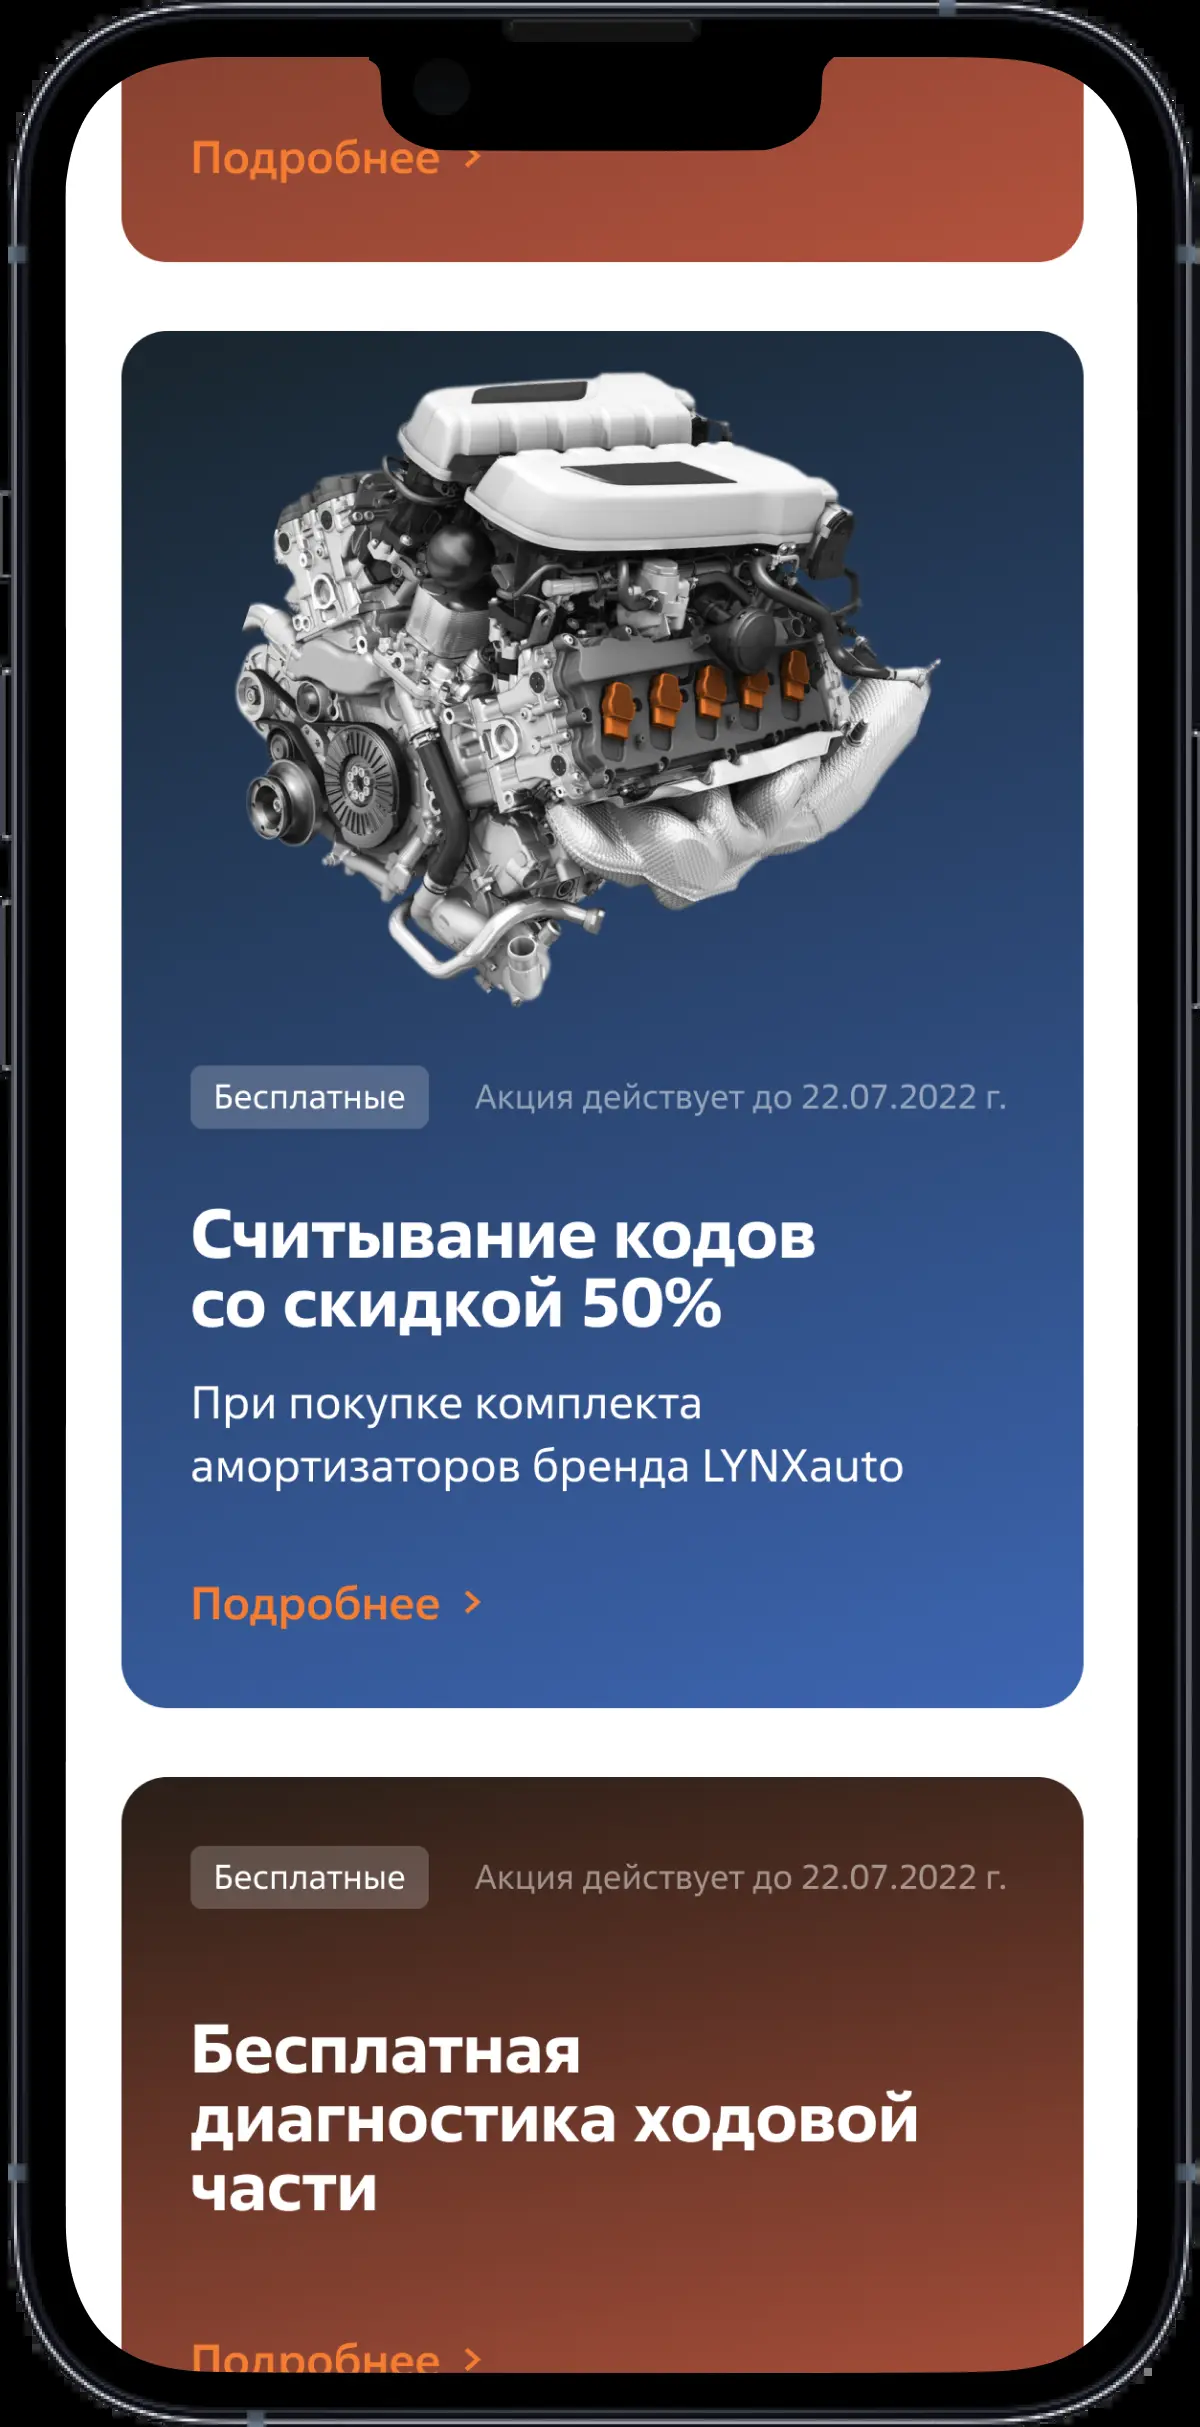 Подробнее
Бесплатные
Акция действует до 22.07.2022 г.
Считывание кодов
со скидкой 50%
При покупке комплекта
амортизаторов бренда LYNXauto
Подробнее
Бесплатные
Акция действует до 22.07.2022 г.
Бесплатная
диагностика ходовой
части
Подробнее